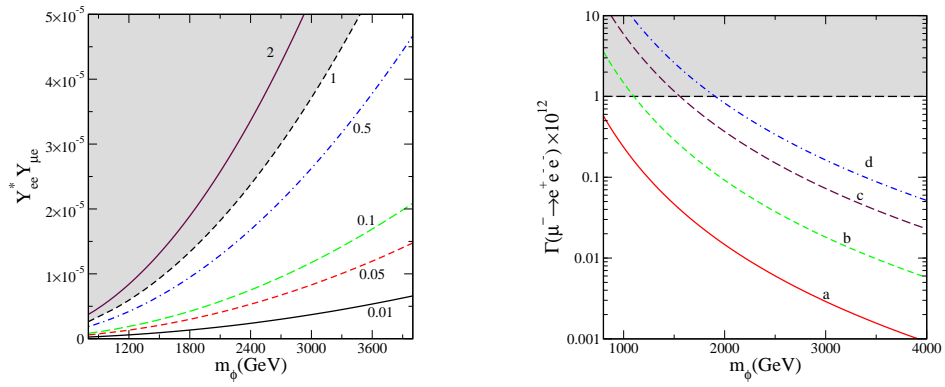 5×10⁻⁵
4×10⁻⁵
3×10⁻⁵
2×10⁻⁵
1×10⁻⁵
0
Y*ee Yμe
2
1
0.5
0.1
0.05
0.01
1200 1800 2400 3000 3600
mϕ(GeV)
10
1
0.1
0.01
0.001
Γ(μ⁻→e⁺e⁻e⁻)×10¹²
d
c
b
a
1000 2000 3000 4000
mϕ(GeV)